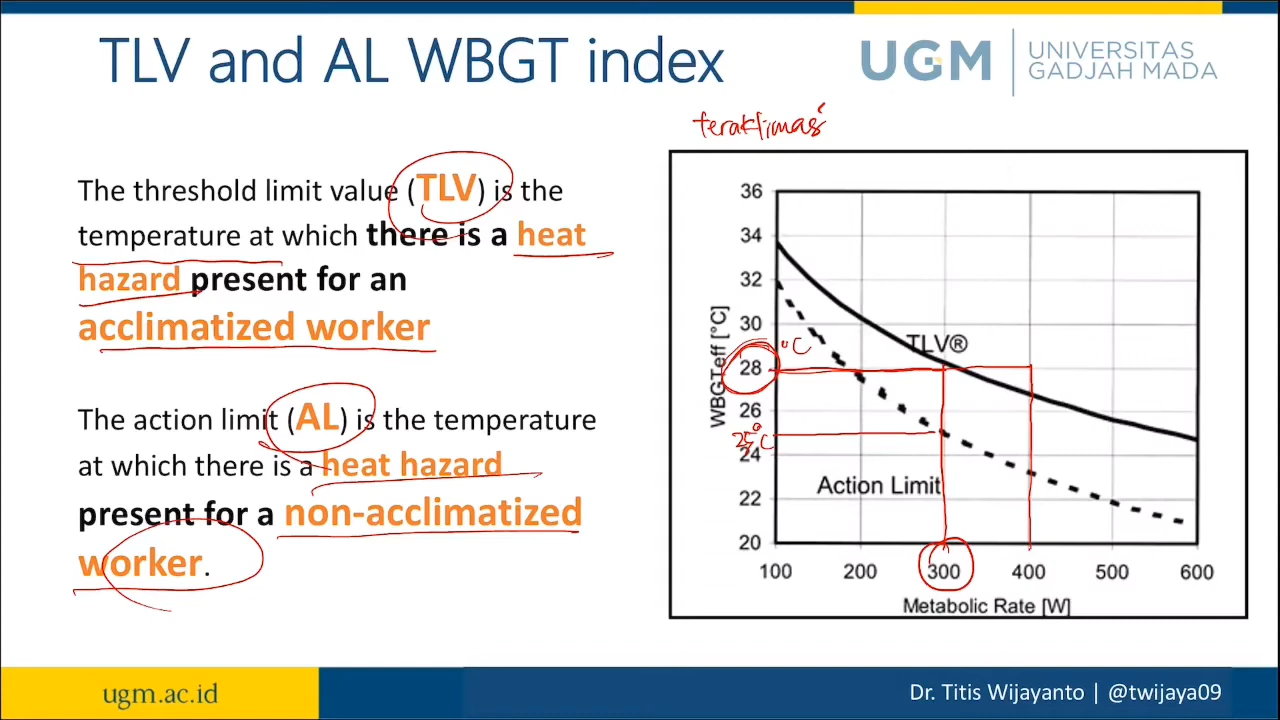 TLV and AL WBGT index
UGM
UNIVERSITAS
GADJAH MADA
The threshold limit value (TLV) is the
temperature at which there is a heat
hazard present for an
acclimatized worker
The action limit (AL) is the temperature
at which there is a heat hazard
present for a non-acclimatized
worker.
teraklimasi
36
34
32
30
28
26
24
22
20
°C
25°C
WBGTeff [°C]
TLV®
Action Limit
100 200 300 400 500 600
Metabolic Rate [W]
ugm.ac.id
Dr. Titis Wijayanto | @twijaya09